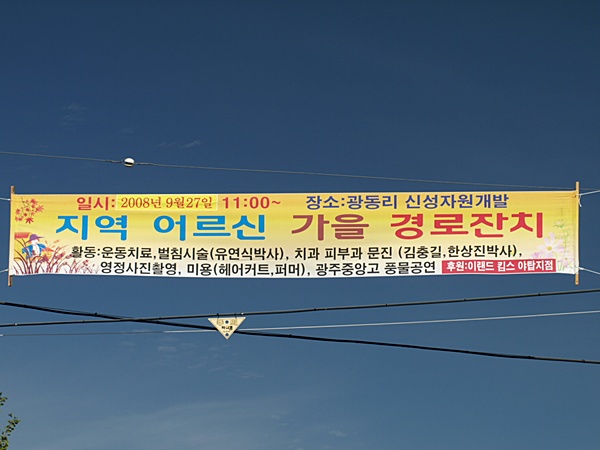 일시: 2008년 9월27일 11:00~ 장소:광동리 신성자원개발
지역 어르신 가을 경로잔치
활동:운동치료,벌침시술(유연식박사), 치과 피부과 문진 (김충길,한상진박사),
영정사진촬영, 미용(헤어커트,퍼머), 광주중앙고 풍물공연 후원:이랜드 킴스 야탑지점